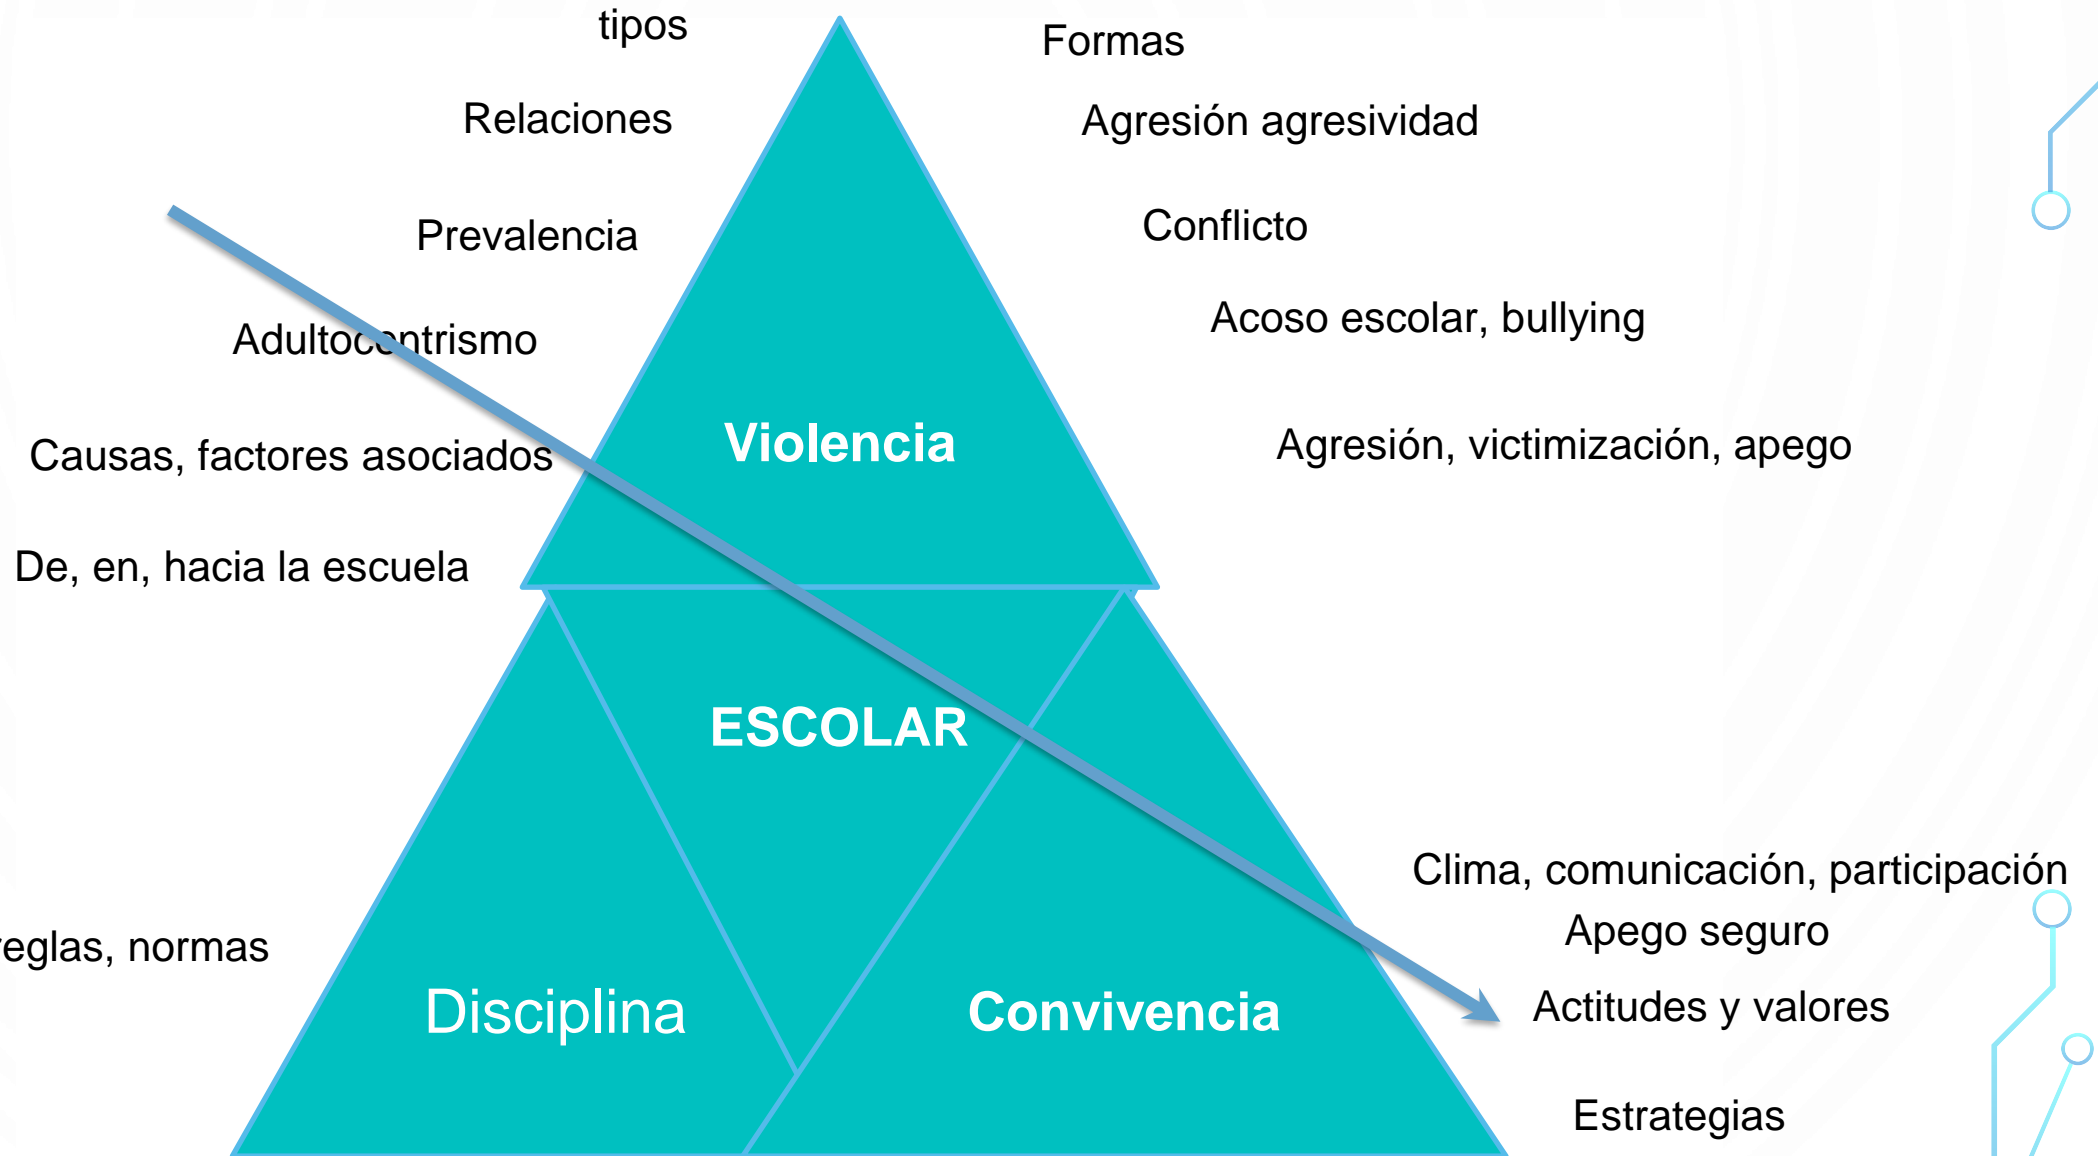 tipos
Formas
Relaciones
Agresión agresividad
Prevalencia
Conflicto
Adultocentrismo
Acoso escolar, bullying
Causas, factores asociados
Violencia
Agresión, victimización, apego
De, en, hacia la escuela
ESCOLAR
Clima, comunicación, participación
Apego seguro
eglas, normas
Disciplina
Convivencia
Actitudes y valores
Estrategias